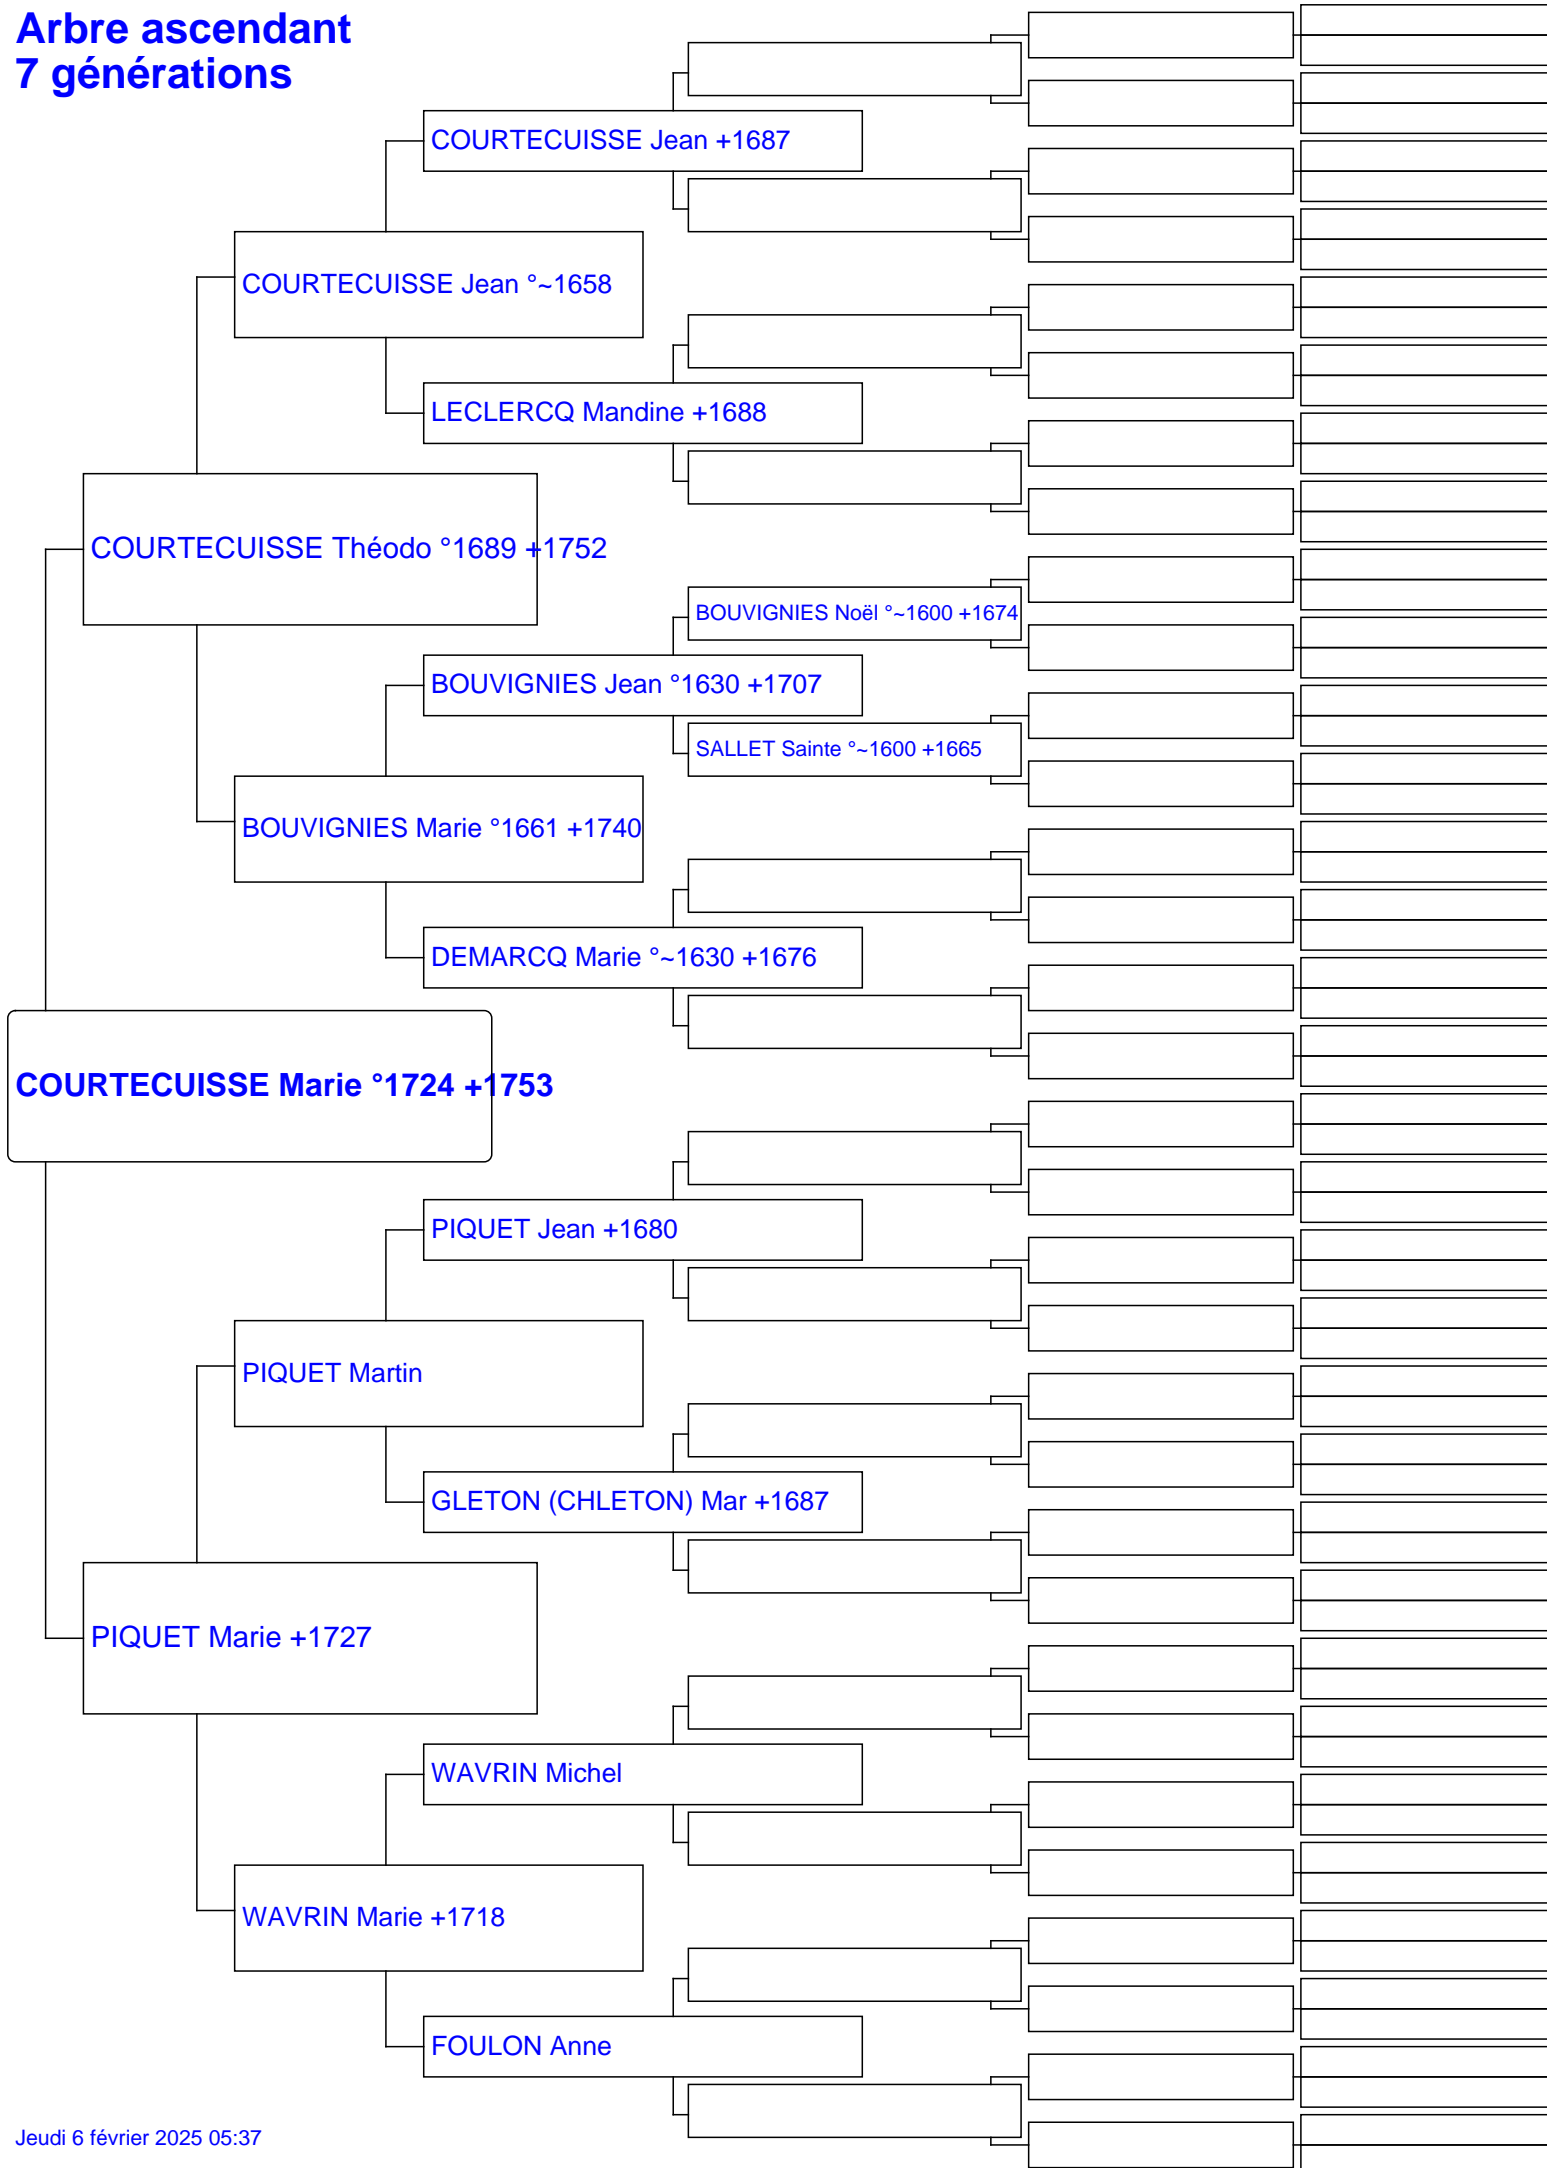 Arbre ascendant
7 générations
COURTECUISSE Jean +1687
COURTECUISSE Jean °~1658
LECLERCQ Mandine +1688
COURTECUISSE Théodo °1689 +1752
BOUVIGNIES Noël °~1600 +1674
BOUVIGNIES Jean °1630 +1707
SALLET Sainte °~1600 +1665
BOUVIGNIES Marie °1661 +1740
DEMARCQ Marie °~1630 +1676
COURTECUISSE Marie °1724 +1753
PIQUET Jean +1680
PIQUET Martin
GLETON (CHLETON) Mar +1687
PIQUET Marie +1727
WAVRIN Michel
WAVRIN Marie +1718
FOULON Anne
Jeudi 6 février 2025 05:37